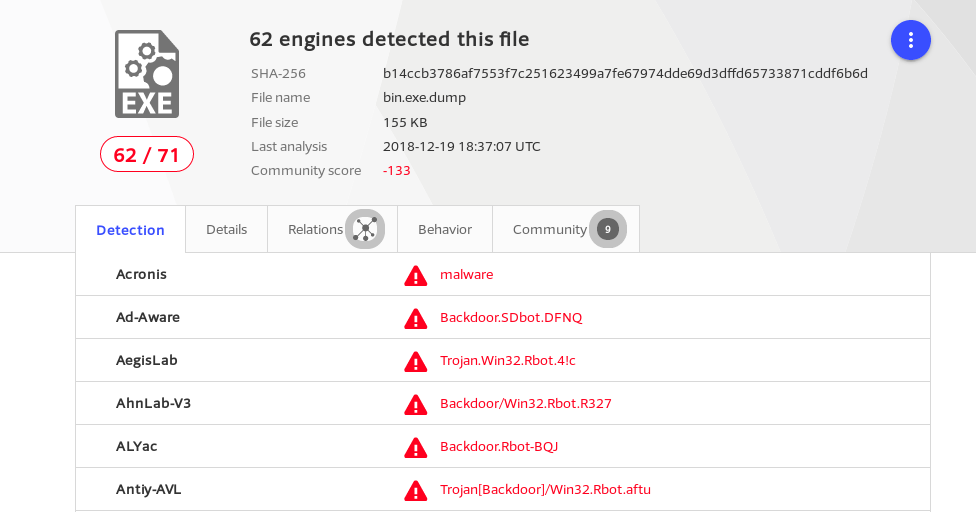 62 engines detected this file
EXE
62 / 71
SHA-256 b14ccb3786af7553f7c251623499a7fe67974dde69d3dffd65733871cddf6b6d
File name bin.exe.dump
File size 155 KB
Last analysis 2018-12-19 18:37:07 UTC
Community score -133
Detection Details Relations Behavior Community 9
Acronis malware
Ad-Aware Backdoor.SDbot.DFNQ
AegisLab Trojan.Win32.Rbot.4!c
AhnLab-V3 Backdoor/Win32.Rbot.R327
ALYac Backdoor.Rbot-BQJ
Antiy-AVL Trojan[Backdoor]/Win32.Rbot.aftu